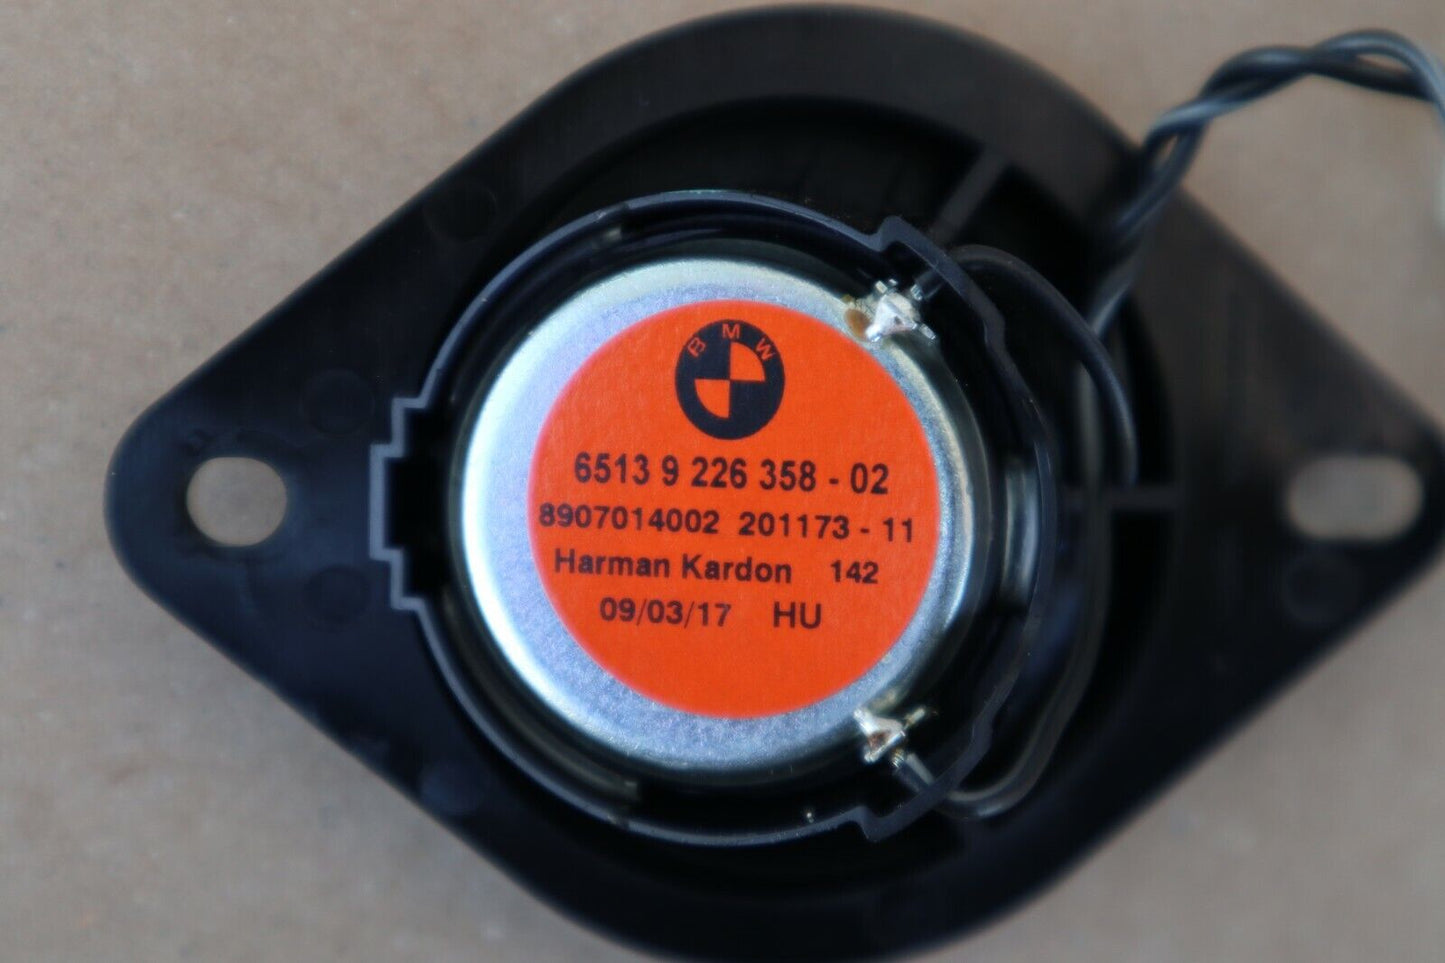 BMW
6513 9 226 358 - 02
8907014002 201173 - 11
Harman Kardon 142
09/03/17 HU